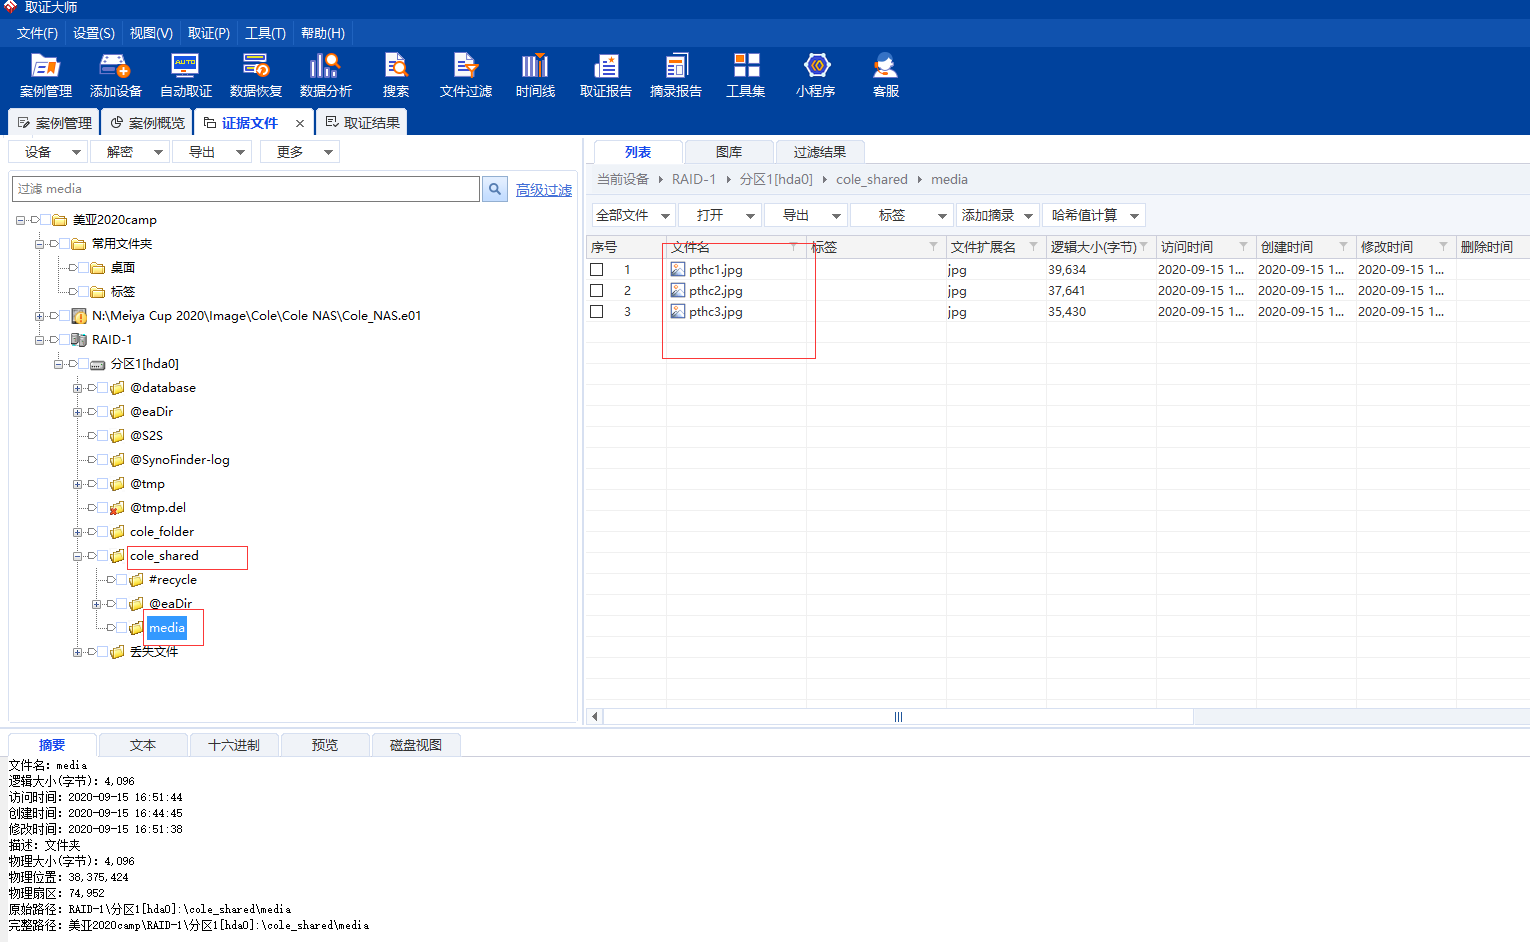 取证大师
文件(F) 设置(S) 视图(V) 取证(P) 工具(T) 帮助(H)
AUTO
案例管理 添加设备 自动取证 数据恢复 数据分析 搜索 文件过滤 时间线 取证报告 摘录报告 工具集 小程序 客服
案例管理 案例概览 证据文件 × 取证结果
设备 解密 导出 更多
过滤 media 高级过滤
美亚2020camp
常用文件夹
桌面
标签
N:\Meiya Cup 2020\Image\Cole\Cole NAS\Cole_NAS.e01
RAID-1
分区1[hda0]
@database
@eaDir
@S2S
@SynoFinder-log
@tmp
@tmp.del
cole_folder
cole_shared
#recycle
@eaDir
media
丢失文件
列表 图库 过滤结果
当前设备 RAID-1 分区1[hda0] cole_shared media
全部文件 打开 导出 标签 添加摘录 哈希值计算
序号 文件名 标签 文件扩展名 逻辑大小(字节) 访问时间 创建时间 修改时间 删除时间
1 pthc1.jpg jpg 39,634 2020-09-15 1... 2020-09-15 1... 2020-09-15 1...
2 pthc2.jpg jpg 37,641 2020-09-15 1... 2020-09-15 1... 2020-09-15 1...
3 pthc3.jpg jpg 35,430 2020-09-15 1... 2020-09-15 1... 2020-09-15 1...
摘要 文本 十六进制 预览 磁盘视图
文件名: media
逻辑大小(字节): 4,096
访问时间: 2020-09-15 16:51:44
创建时间: 2020-09-15 16:44:45
修改时间: 2020-09-15 16:51:38
描述: 文件夹
物理大小(字节): 4,096
物理位置: 38,375,424
物理扇区: 74,952
原始路径: RAID-1\分区1[hda0]:\cole_shared\media
完整路径: 美亚2020camp\RAID-1\分区1[hda0]:\cole_shared\media